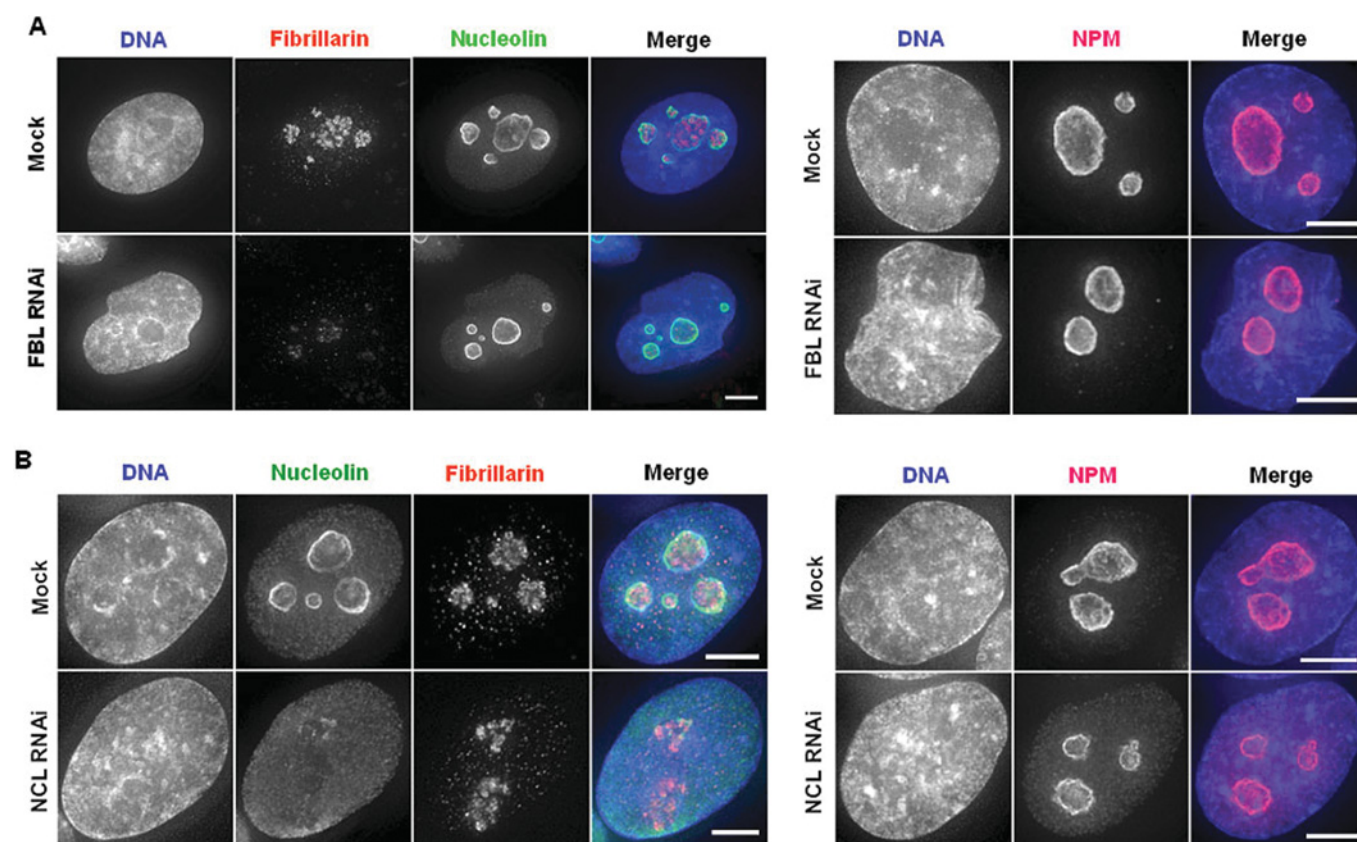 A
DNA Fibrillarin Nucleolin Merge DNA NPM Merge
Mock Mock
FBL RNAi FBL RNAi
B
DNA Nucleolin Fibrillarin Merge DNA NPM Merge
Mock Mock
NCL RNAi NCL RNAi